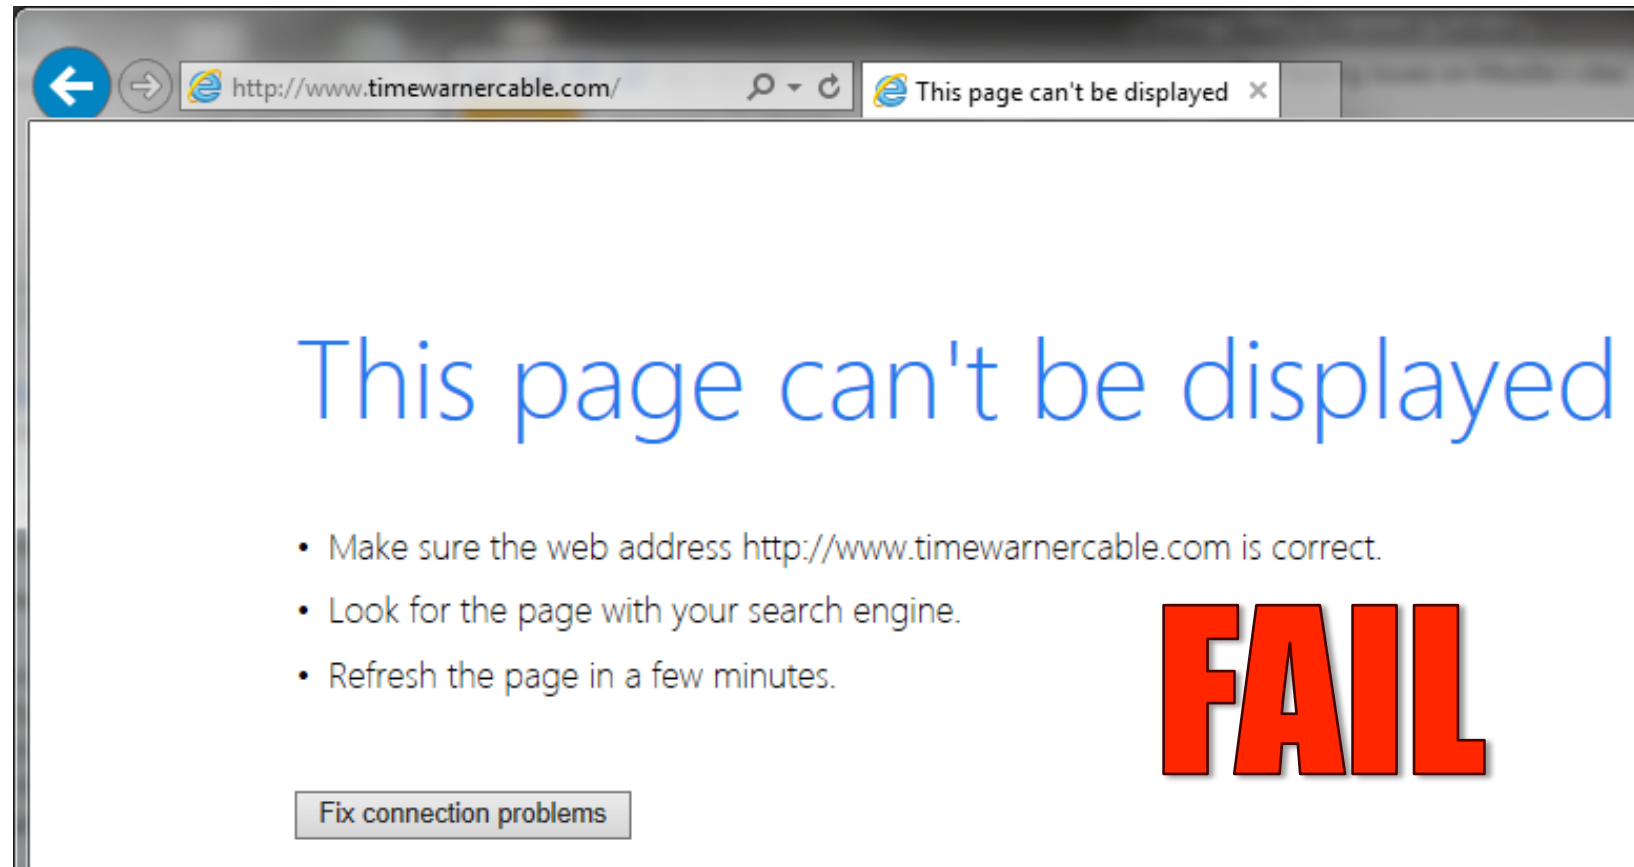 http://www.timewarnercable.com/
This page can't be displayed
This page can't be displayed
• Make sure the web address http://www.timewarnercable.com is correct.
• Look for the page with your search engine.
• Refresh the page in a few minutes.
FAIL
Fix connection problems